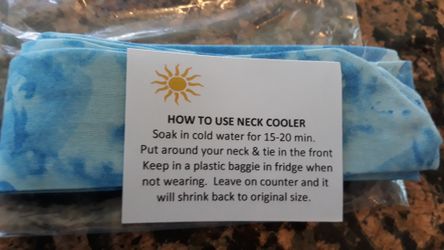 HOW TO USE NECK COOLER
Soak in cold water for 15-20 min.
Put around your neck & tie in the front
Keep in a plastic baggie in fridge when
not wearing. Leave on counter and it
will shrink back to original size.